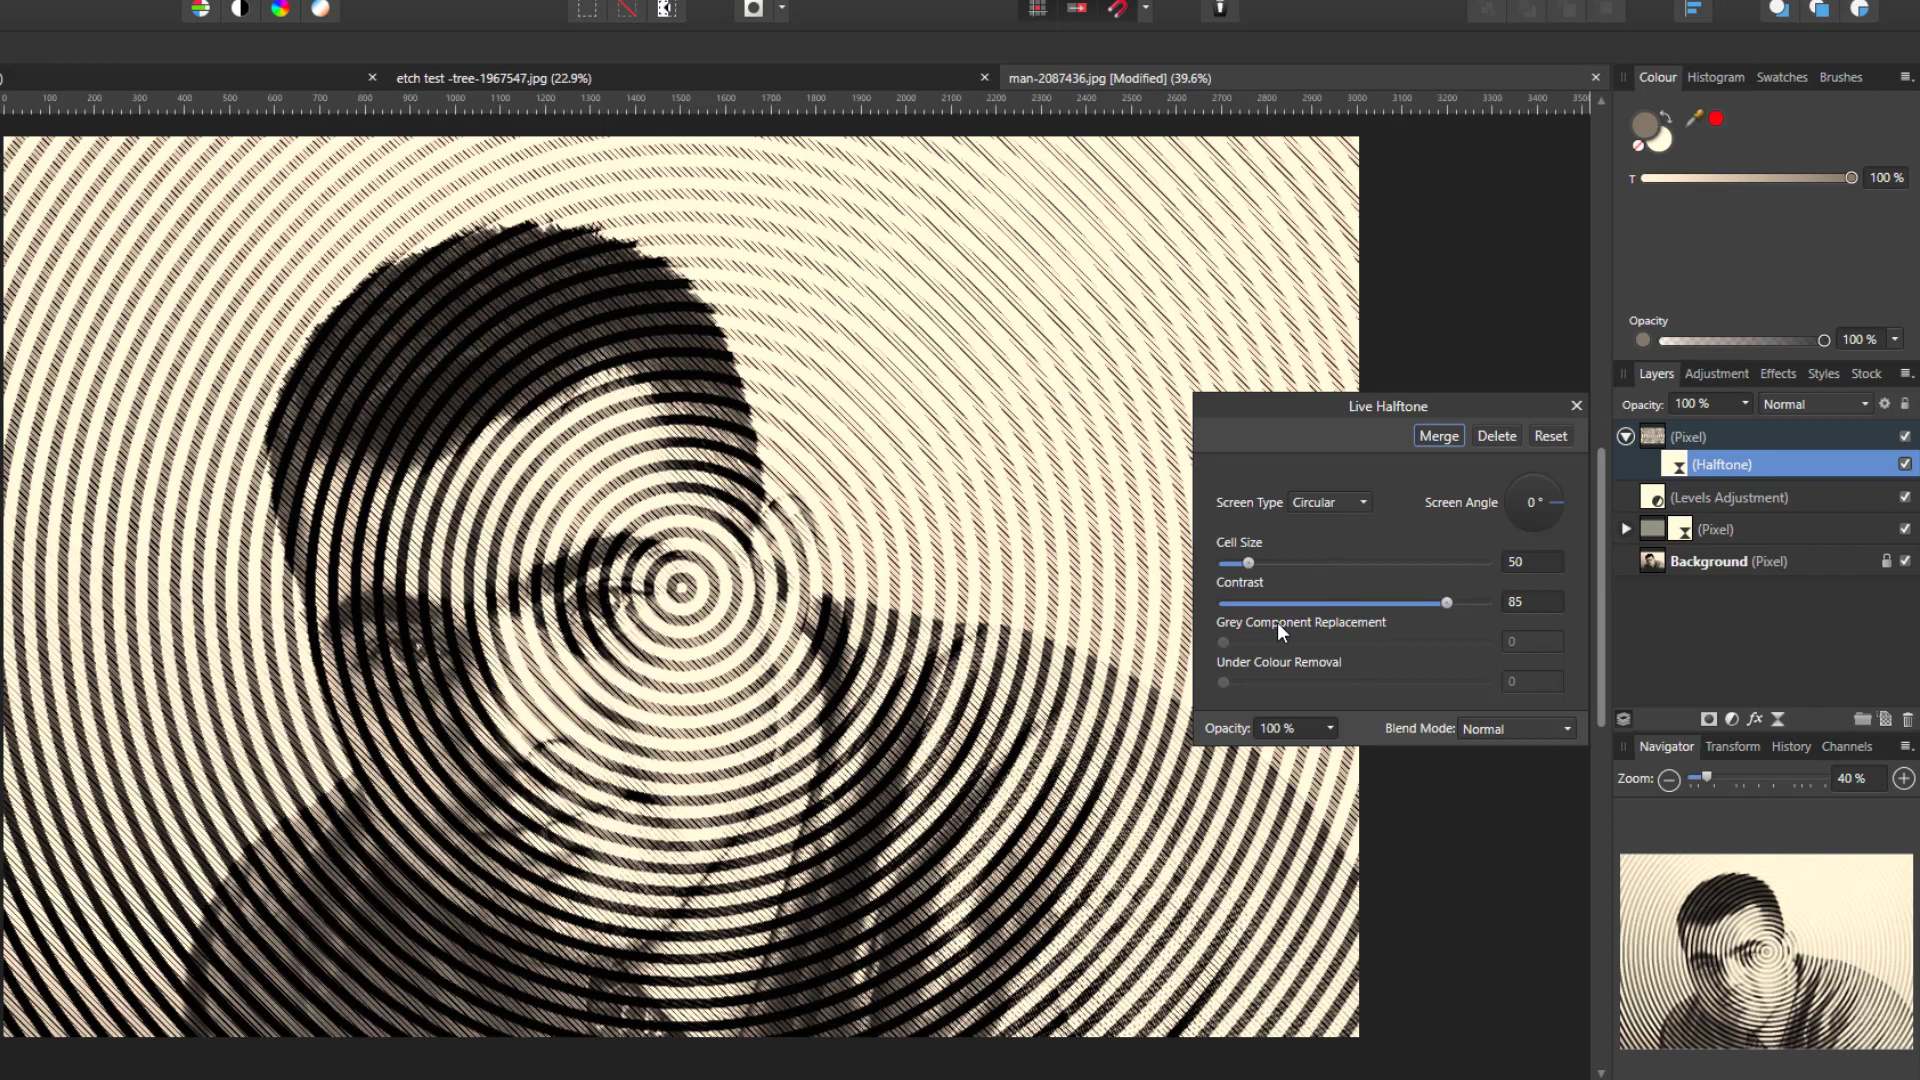 )
etch test -tree-1967547.jpg (22.9%)
man-2087436.jpg [Modified] (39.6%)
0 100 200 300 400 500 600 700 800 900 1000 1100 1200 1300 1400 1500 1600 1700 1800 1900 2000 2100 2200 2300 2400 2500 2600 2700 2800 2900 3000 3100 3200 3300 3400
Colour Histogram Swatches Brushes
T 100 %
Opacity
100 %
Layers Adjustment Effects Styles Stock
Opacity: 100 % Normal
(Pixel)
(Halftone)
(Levels Adjustment)
(Pixel)
Background (Pixel)
Live Halftone
Merge Delete Reset
Screen Type Circular Screen Angle 0 °
Cell Size
50
Contrast
85
Grey Component Replacement
0
Under Colour Removal
0
Opacity: 100 % Blend Mode: Normal
fx
Navigator Transform History Channels
Zoom: 40 %